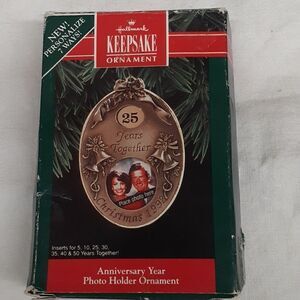 NEW!
PERSONALIZE
7 WAYS!
Hallmark
KEEPSAKE
ORNAMENT
25
Years
Together
Place photo here
Christmas 1992
Inserts for 5, 10, 25, 30,
35, 40 & 50 Years Together!
Anniversary Year
Photo Holder Ornament